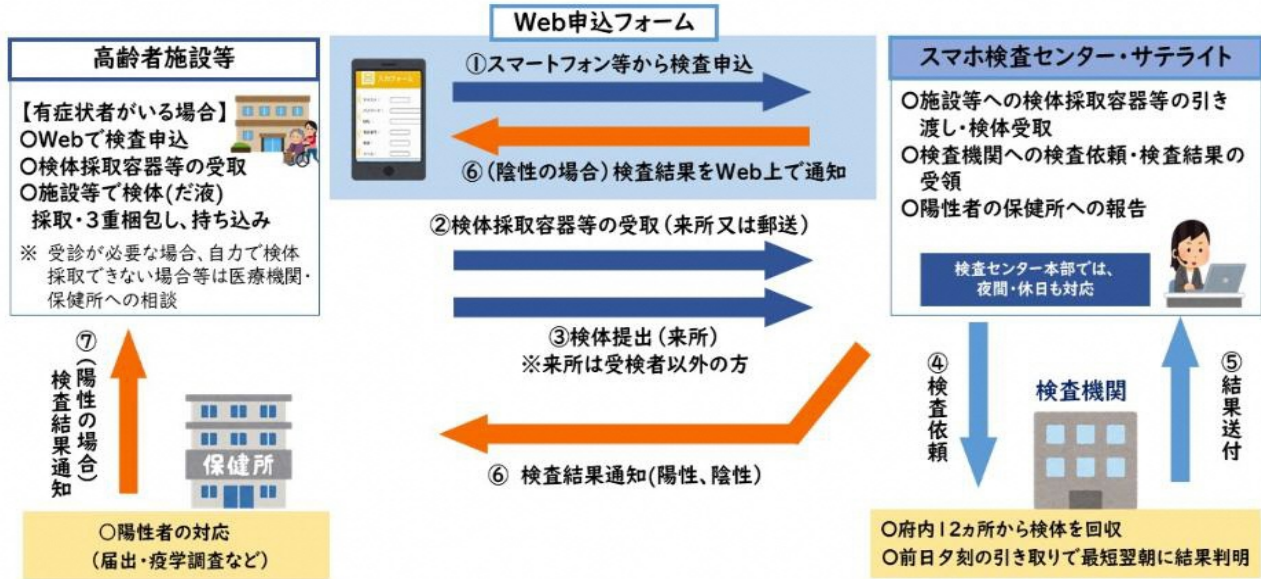 Web申込フォーム
高齢者施設等
【有症状者がいる場合】
○Webで検査申込
○検体採取容器等の受取
○施設等で検体(だ液)
採取・3重梱包し、持ち込み
※ 受診が必要な場合、自力で検体
採取できない場合等は医療機関・
保健所への相談
①スマートフォン等から検査申込
⑥(陰性の場合)検査結果をWeb上で通知
②検体採取容器等の受取(来所又は郵送)
③検体提出(来所)
※来所は受検者以外の方
⑥ 検査結果通知(陽性、陰性)
スマホ検査センター・サテライト
○施設等への検体採取容器等の引き
渡し・検体受取
○検査機関への検査依頼・検査結果の
受領
○陽性者の保健所への報告
検査センター本部では、
夜間・休日も対応
④検査依頼
検査機関
⑤結果送付
○府内12ヵ所から検体を回収
○前日夕刻の引き取りで最短翌朝に結果判明
⑦(陽性の場合)
検査結果通知
保健所
○陽性者の対応
(届出・疫学調査など)